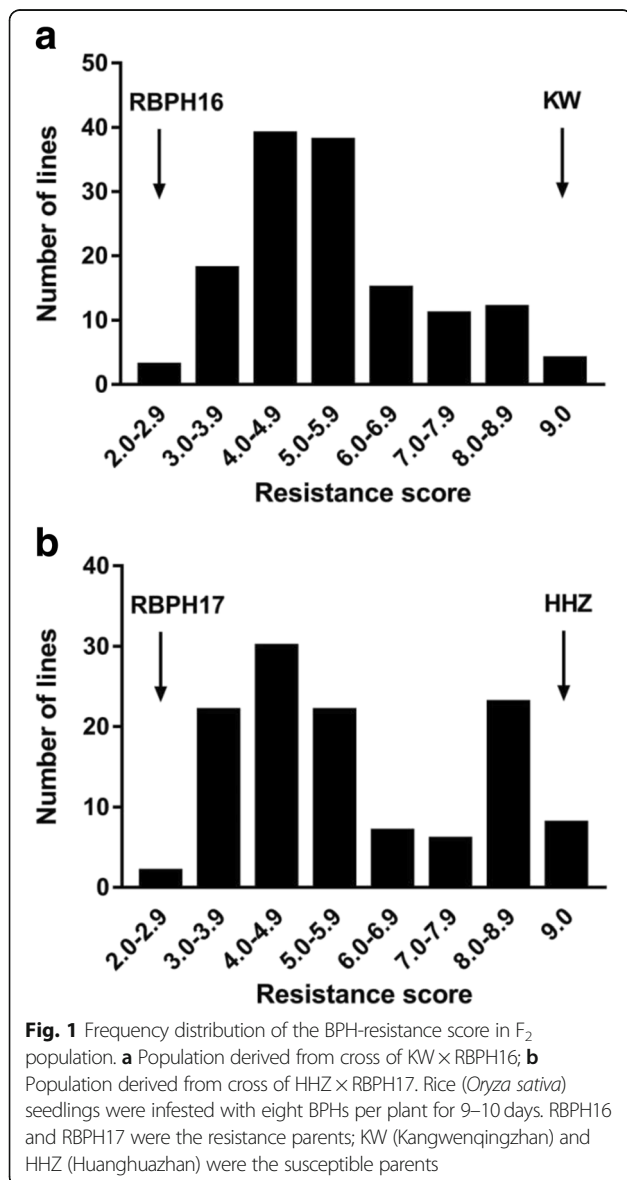 a
50
40
30
20
10
0
Number of lines
RBPH16
KW
2.0-2.9
3.0-3.9
4.0-4.9
5.0-5.9
6.0-6.9
7.0-7.9
8.0-8.9
9.0
Resistance score
b
40
30
20
10
0
Number of lines
RBPH17
HHZ
2.0-2.9
3.0-3.9
4.0-4.9
5.0-5.9
6.0-6.9
7.0-7.9
8.0-8.9
9.0
Resistance score
Fig. 1 Frequency distribution of the BPH-resistance score in F₂
population. a Population derived from cross of KW × RBPH16; b
Population derived from cross of HHZ × RBPH17. Rice (Oryza sativa)
seedlings were infested with eight BPHs per plant for 9–10 days. RBPH16
and RBPH17 were the resistance parents; KW (Kangwenqingzhan) and
HHZ (Huanghuazhan) were the susceptible parents